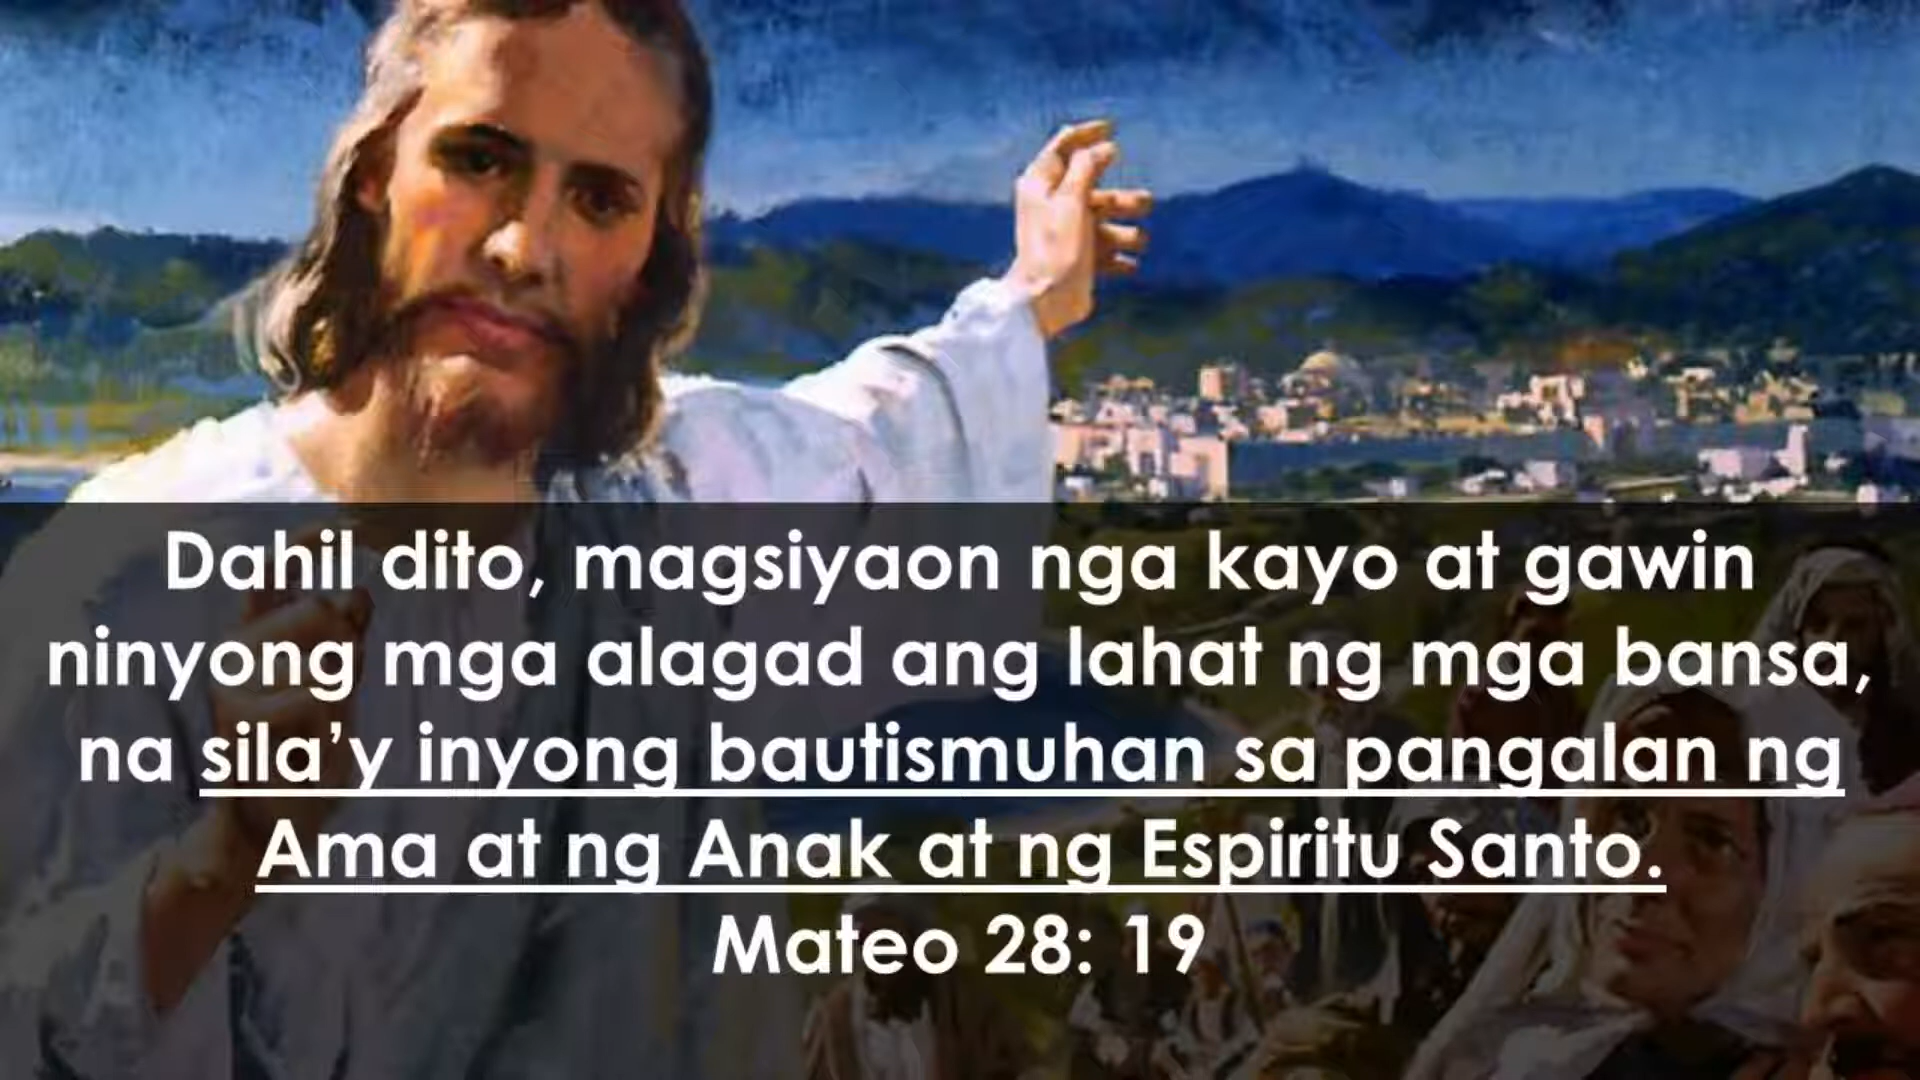 Dahil dito, magsiyaon nga kayo at gawin
ninyong mga alagad ang lahat ng mga bansa,
na sila’y inyong bautismuhan sa pangalan ng
Ama at ng Anak at ng Espiritu Santo.
Mateo 28: 19